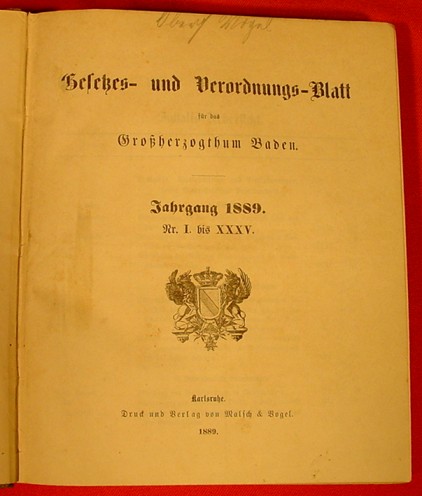 Gesetzes- und Verordnungs-Blatt
für das
Großherzogthum Baden.
Jahrgang 1889.
Nr. I. bis XXXV.
Karlsruhe.
Druck und Verlag von Malsch & Vogel.
1889.